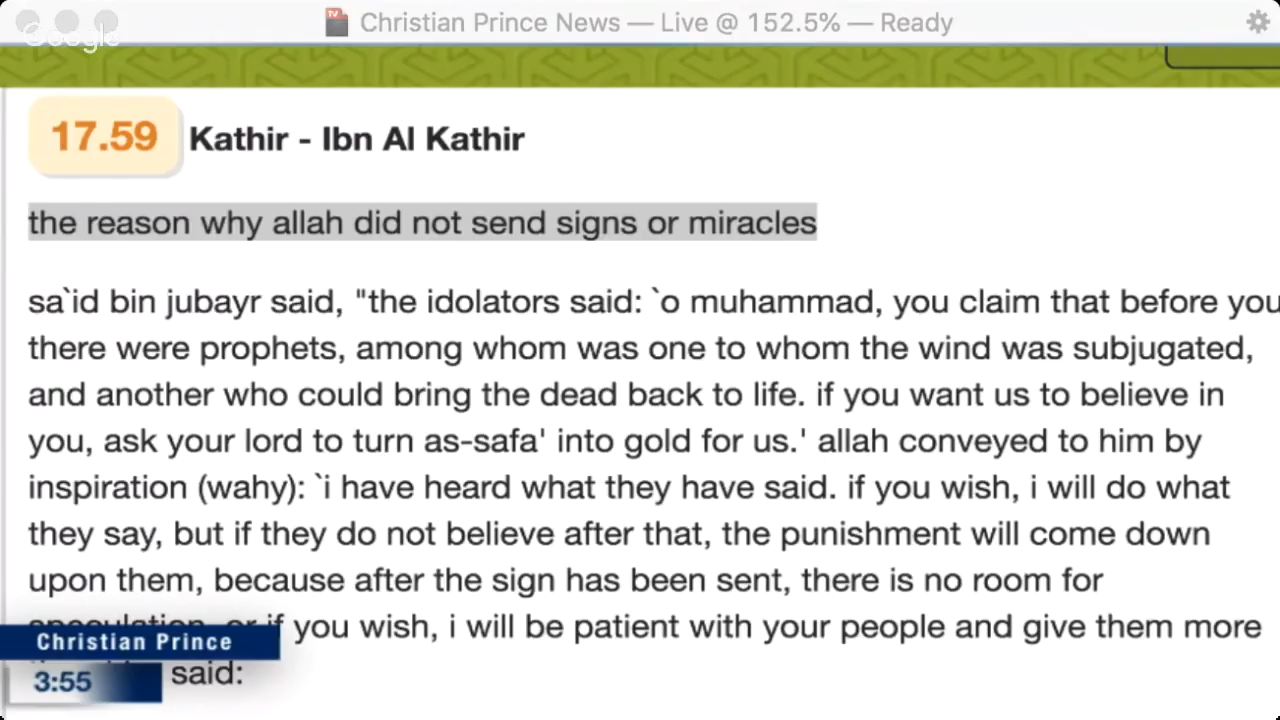 Christian Prince News — Live @ 152.5% — Ready
Google
17.59 Kathir - Ibn Al Kathir
the reason why allah did not send signs or miracles
sa`id bin jubayr said, "the idolators said: `o muhammad, you claim that before you
there were prophets, among whom was one to whom the wind was subjugated,
and another who could bring the dead back to life. if you want us to believe in
you, ask your lord to turn as-safa' into gold for us.' allah conveyed to him by
inspiration (wahy): `i have heard what they have said. if you wish, i will do what
they say, but if they do not believe after that, the punishment will come down
upon them, because after the sign has been sent, there is no room for
speculation. or if you wish, i will be patient with your people and give them more
said:
Christian Prince
3:55